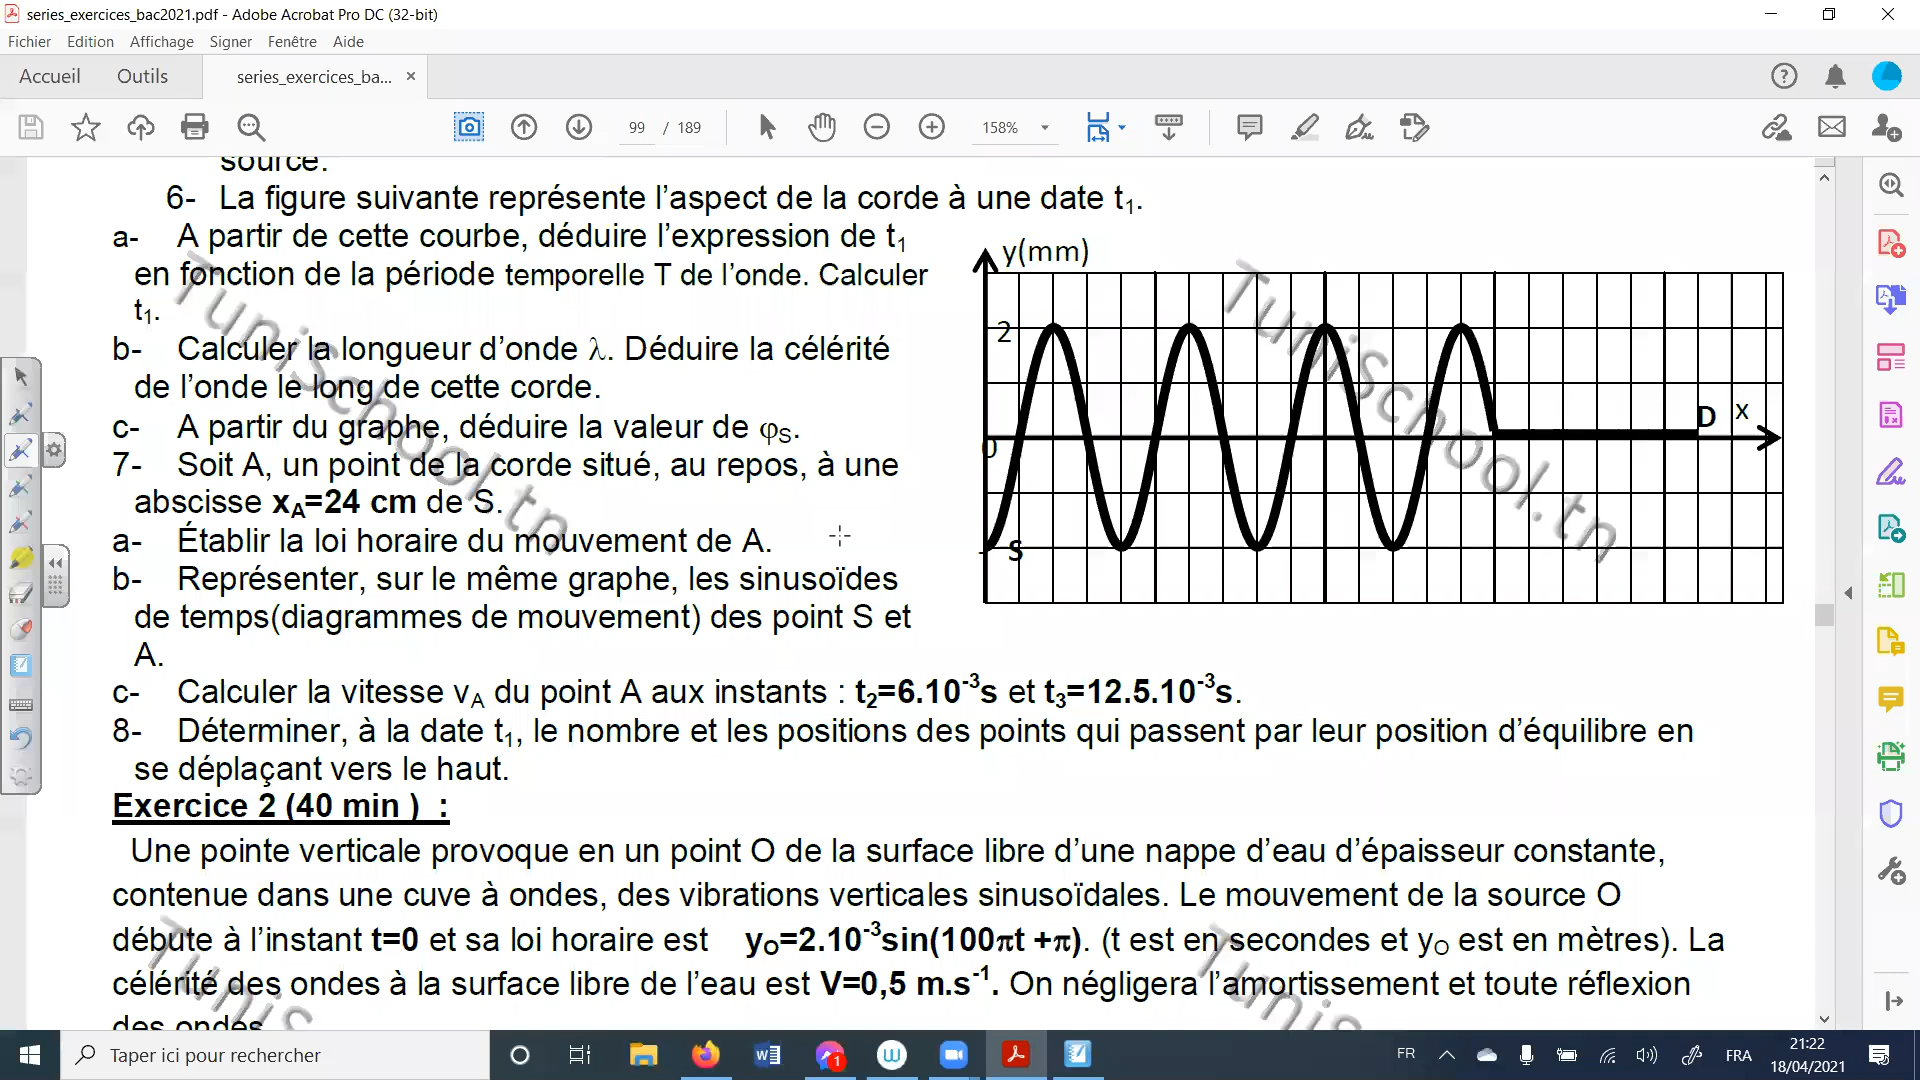 series_exercices_bac2021.pdf - Adobe Acrobat Pro DC (32-bit)
Fichier Edition Affichage Signer Fenêtre Aide
Accueil Outils series_exercices_ba... ×
99 / 189 158%
source.
6- La figure suivante représente l’aspect de la corde à une date t1.
a- A partir de cette courbe, déduire l’expression de t1
en fonction de la période temporelle T de l’onde. Calculer
t1.
b- Calculer la longueur d’onde λ. Déduire la célérité
de l’onde le long de cette corde.
c- A partir du graphe, déduire la valeur de φS.
7- Soit A, un point de la corde situé, au repos, à une
abscisse xA=24 cm de S.
a- Établir la loi horaire du mouvement de A.
b- Représenter, sur le même graphe, les sinusoïdes
de temps(diagrammes de mouvement) des point S et
A.
y(mm)
2
0
S
D x
c- Calculer la vitesse vA du point A aux instants : t2=6.10-3s et t3=12.5.10-3s.
8- Déterminer, à la date t1, le nombre et les positions des points qui passent par leur position d’équilibre en
se déplaçant vers le haut.
Exercice 2 (40 min ) :
Une pointe verticale provoque en un point O de la surface libre d’une nappe d’eau d’épaisseur constante,
contenue dans une cuve à ondes, des vibrations verticales sinusoïdales. Le mouvement de la source O
débute à l’instant t=0 et sa loi horaire est yO=2.10-3sin(100πt +π). (t est en secondes et yO est en mètres). La
célérité des ondes à la surface libre de l’eau est V=0,5 m.s-1. On négligera l’amortissement et toute réflexion
des ondes
TuniSchool.tn
TuniSchool.tn
TuniS
Tunis
Taper ici pour rechercher
1
FR FRA
21:22
18/04/2021